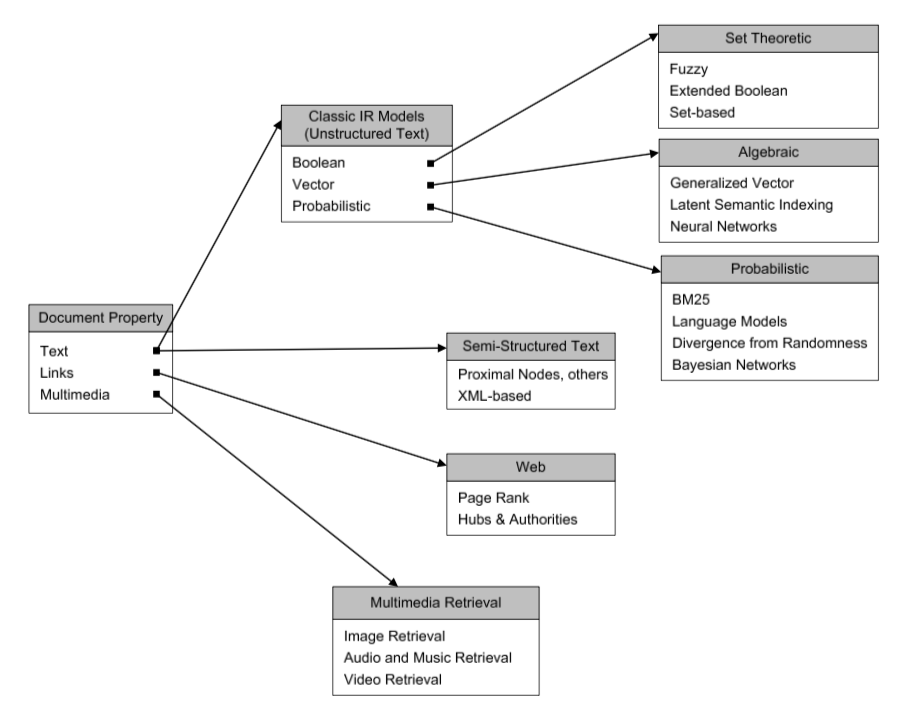 Set Theoretic
Fuzzy
Extended Boolean
Set-based
Classic IR Models
(Unstructured Text)
Boolean
Vector
Probabilistic
Algebraic
Generalized Vector
Latent Semantic Indexing
Neural Networks
Probabilistic
BM25
Language Models
Divergence from Randomness
Bayesian Networks
Document Property
Text
Links
Multimedia
Semi-Structured Text
Proximal Nodes, others
XML-based
Web
Page Rank
Hubs & Authorities
Multimedia Retrieval
Image Retrieval
Audio and Music Retrieval
Video Retrieval